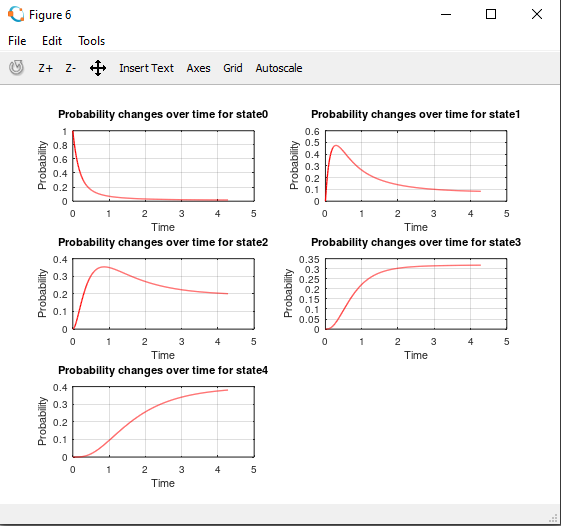 Figure 6
File Edit Tools
Z+ Z- Insert Text Axes Grid Autoscale
Probability changes over time for state0
Probability
1
0.8
0.6
0.4
0.2
0
0 1 2 3 4 5
Time
Probability changes over time for state1
Probability
0.6
0.5
0.4
0.3
0.2
0.1
0
0 1 2 3 4 5
Time
Probability changes over time for state2
Probability
0.4
0.3
0.2
0.1
0
0 1 2 3 4 5
Time
Probability changes over time for state3
Probability
0.35
0.3
0.25
0.2
0.15
0.1
0.05
0
0 1 2 3 4 5
Time
Probability changes over time for state4
Probability
0.4
0.3
0.2
0.1
0
0 1 2 3 4 5
Time